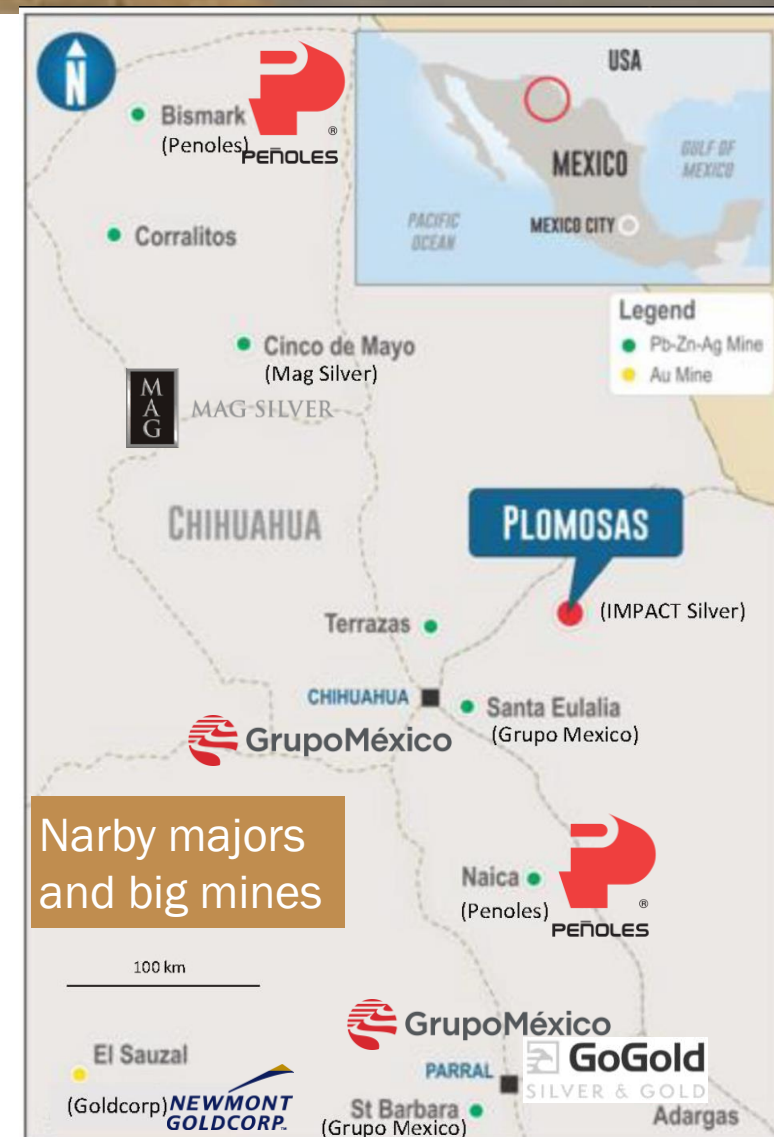 N
USA
MEXICO
GULF OF
MEXICO
PACIFIC
OCEAN
MEXICO CITY
Bismark
(Penoles)
®
PEÑOLES
Corralitos
Legend
Pb-Zn-Ag Mine
Au Mine
Cinco de Mayo
(Mag Silver)
MAG
MAG SILVER
CHIHUAHUA
PLOMOSAS
(IMPACT Silver)
Terrazas
CHIHUAHUA
Santa Eulalia
(Grupo Mexico)
GrupoMéxico
Narby majors
and big mines
Naica
(Penoles)
®
PEÑOLES
100 km
GrupoMéxico
El Sauzal
(Goldcorp)
NEWMONT
GOLDCORP.
PARRAL
GoGold
SILVER & GOLD
St Barbara
(Grupo Mexico)
Adargas